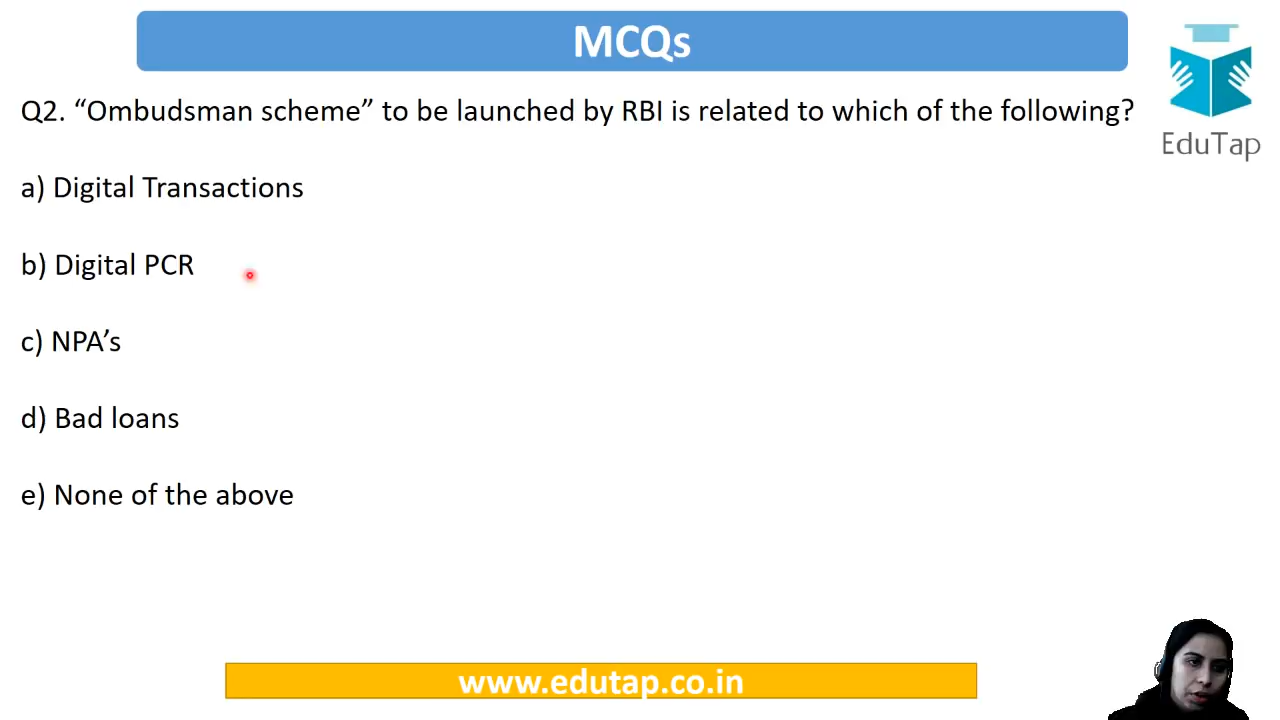 MCQs
Q2. “Ombudsman scheme” to be launched by RBI is related to which of the following?
EduTap
a) Digital Transactions
b) Digital PCR
c) NPA’s
d) Bad loans
e) None of the above
www.edutap.co.in